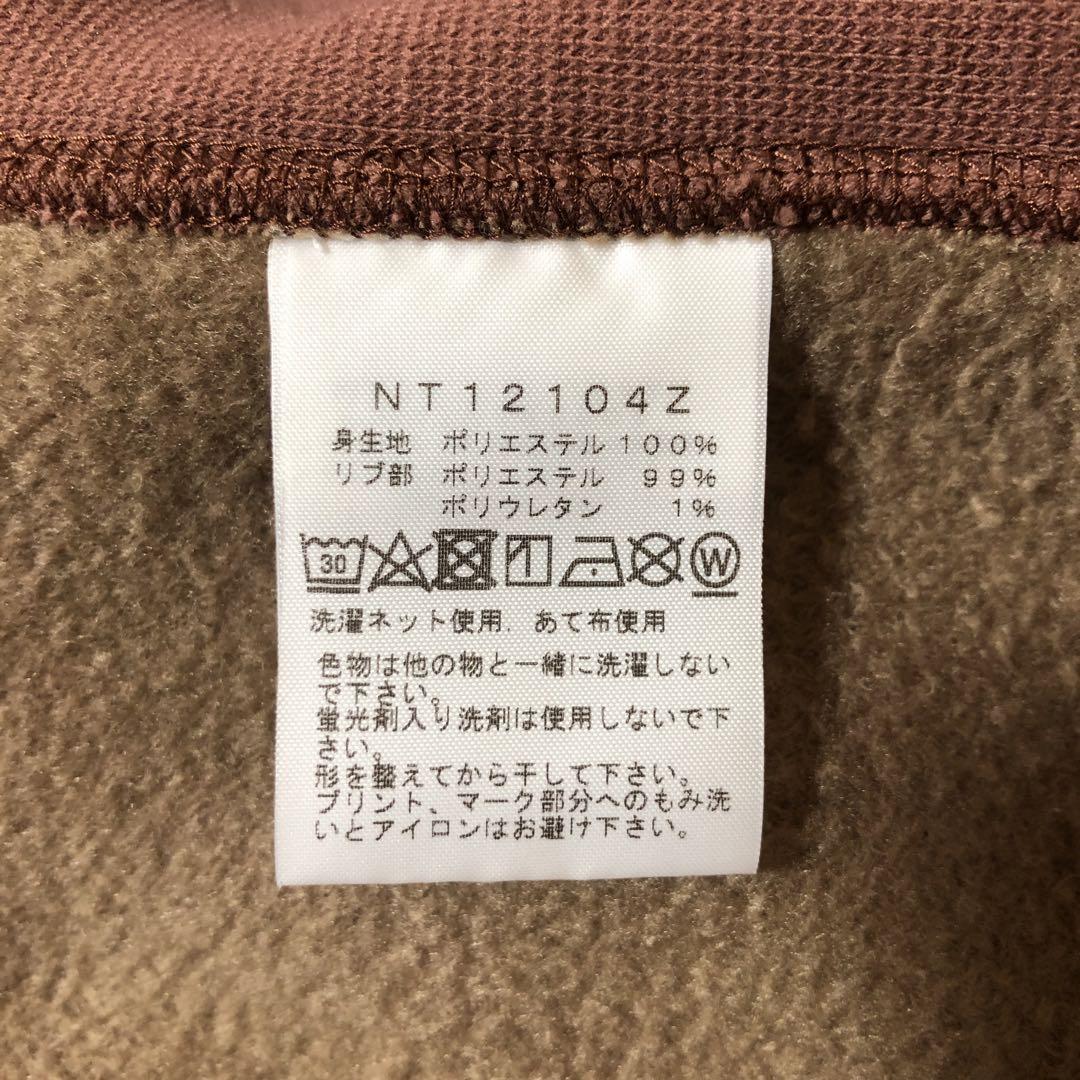 NT12104Z
身生地 ポリエステル 100%
リブ部 ポリエステル 99%
ポリウレタン 1%
30 W
洗濯ネット使用．あて布使用
色物は他の物と一緒に洗濯しない
で下さい。
蛍光剤入り洗剤は使用しないで下
さい。
形を整えてから干して下さい。
プリント、マーク部分へのもみ洗
いとアイロンはお避け下さい。